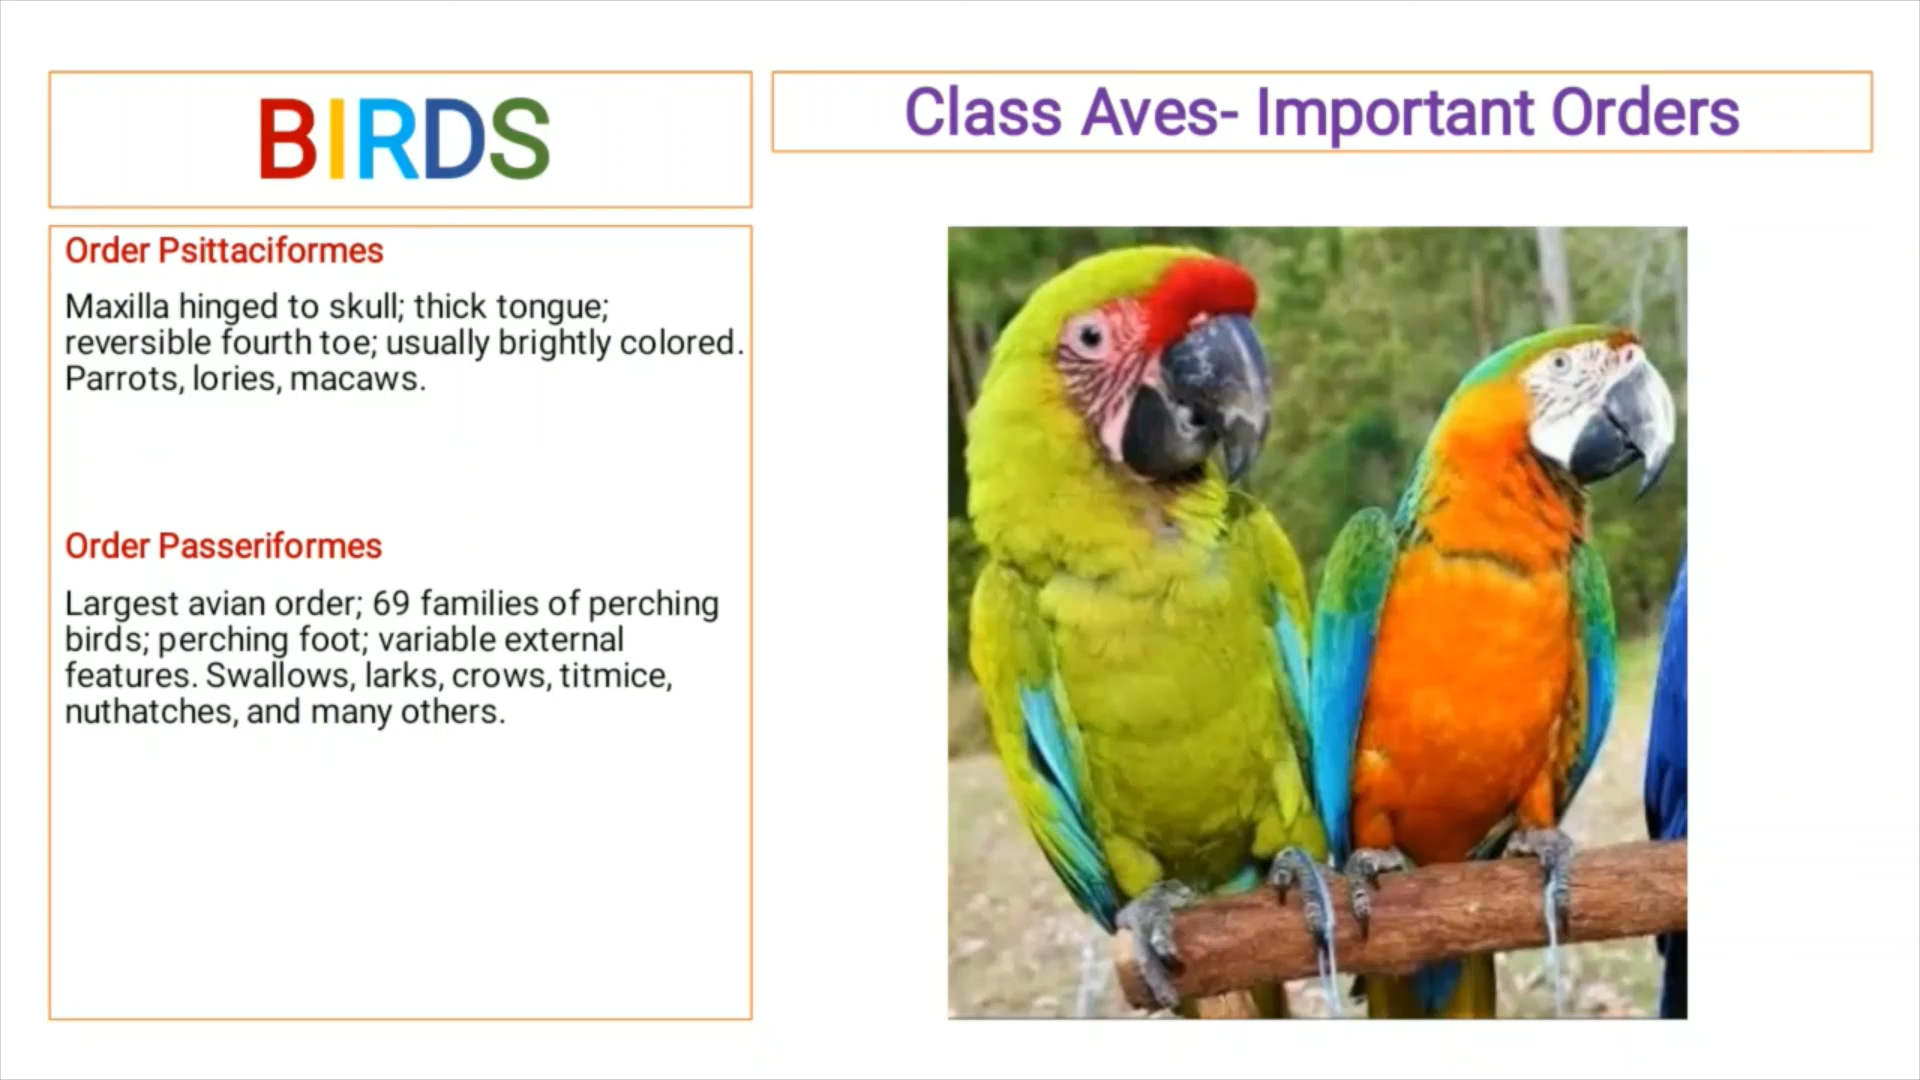 BIRDS
Class Aves- Important Orders
Order Psittaciformes
Maxilla hinged to skull; thick tongue;
reversible fourth toe; usually brightly colored.
Parrots, lories, macaws.
Order Passeriformes
Largest avian order; 69 families of perching
birds; perching foot; variable external
features. Swallows, larks, crows, titmice,
nuthatches, and many others.